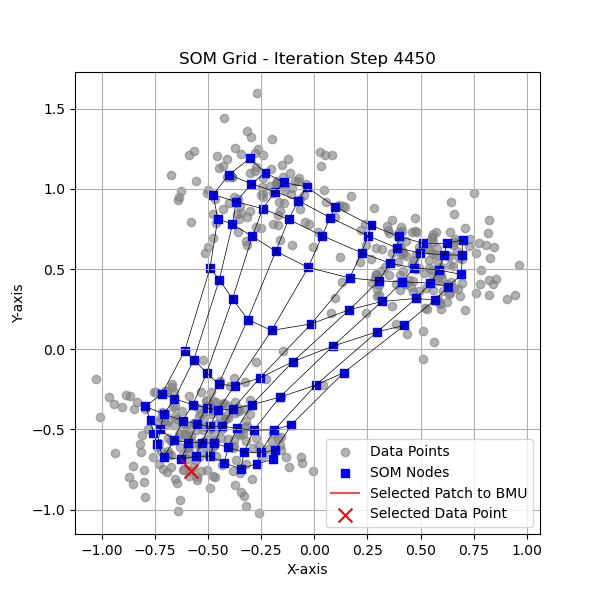 SOM Grid - Iteration Step 4450
Y-axis
1.5
1.0
0.5
0.0
−0.5
−1.0
Data Points
SOM Nodes
Selected Patch to BMU
Selected Data Point
−1.00 −0.75 −0.50 −0.25 0.00 0.25 0.50 0.75 1.00
X-axis